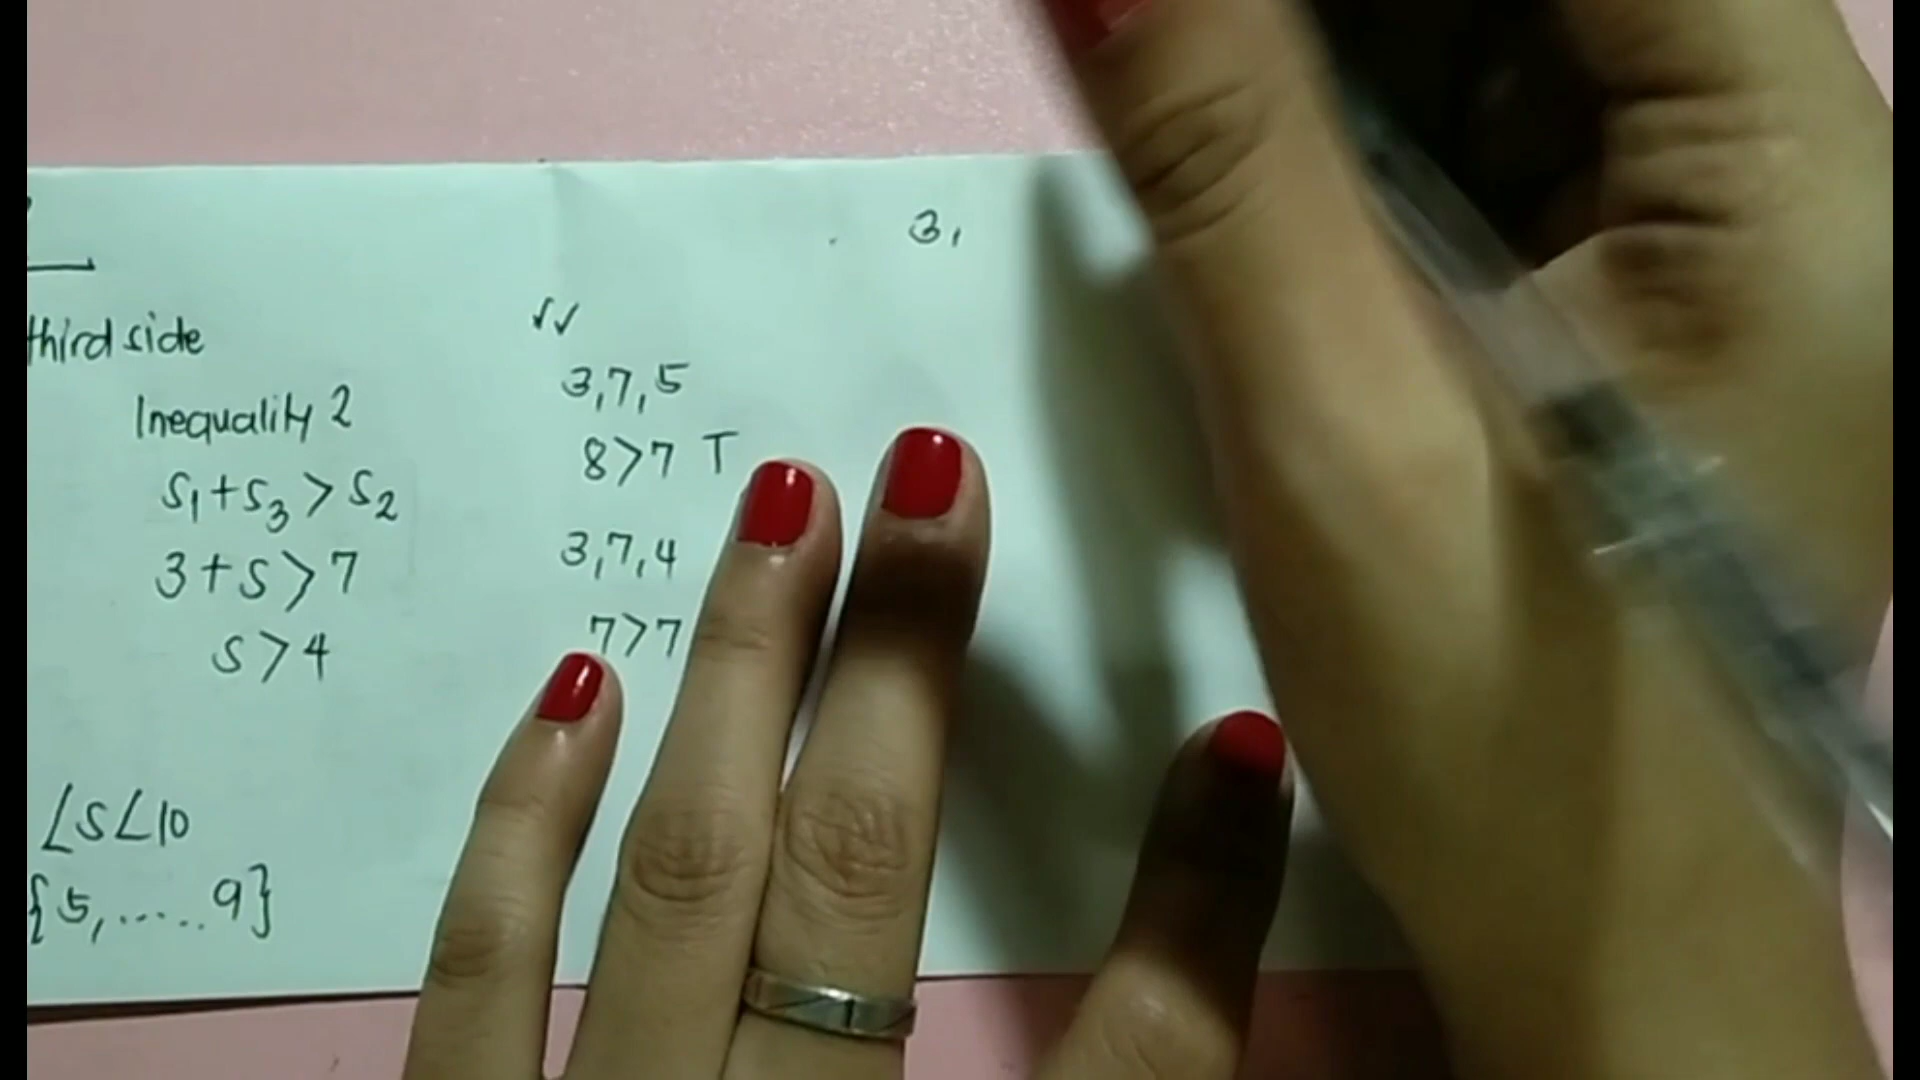 third side
Inequality 2
S₁+S₃>S₂
3+S>7
S>4
<S<10
{5,.....9}
✓✓
3,7,5
8>7 T
3,7,4
7>7
3,